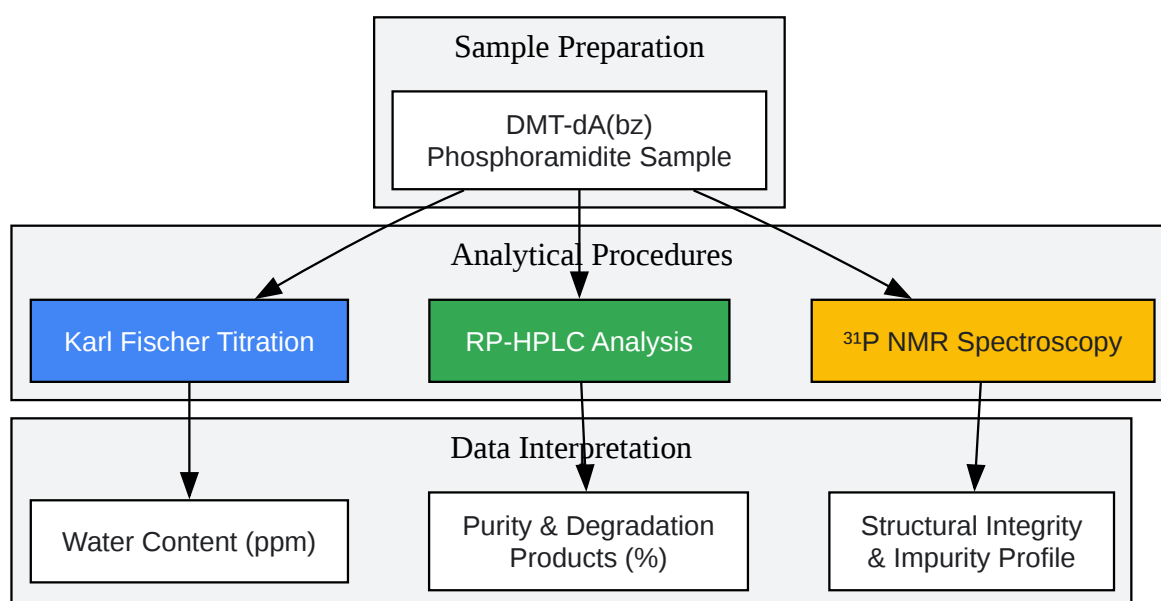 Sample Preparation
DMT-dA(bz)
Phosphoramidite Sample
Analytical Procedures
Karl Fischer Titration
RP-HPLC Analysis
³¹P NMR Spectroscopy
Data Interpretation
Water Content (ppm)
Purity & Degradation
Products (%)
Structural Integrity
& Impurity Profile